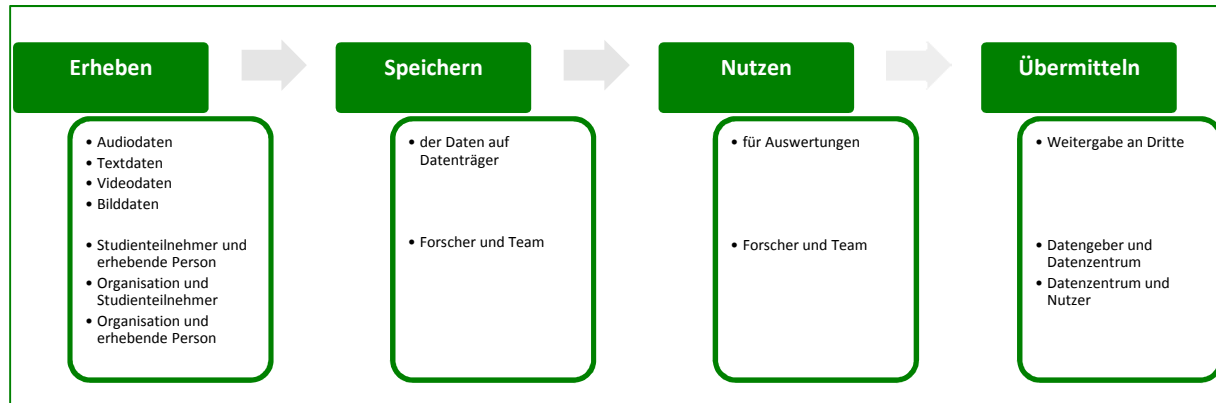 Erheben
• Audiodaten
• Textdaten
• Videodaten
• Bilddaten
• Studienteilnehmer und
erhebende Person
• Organisation und
Studienteilnehmer
• Organisation und
erhebende Person
Speichern
• der Daten auf
Datenträger
• Forscher und Team
Nutzen
• für Auswertungen
• Forscher und Team
Übermitteln
• Weitergabe an Dritte
• Datengeber und
Datenzentrum
• Datenzentrum und
Nutzer